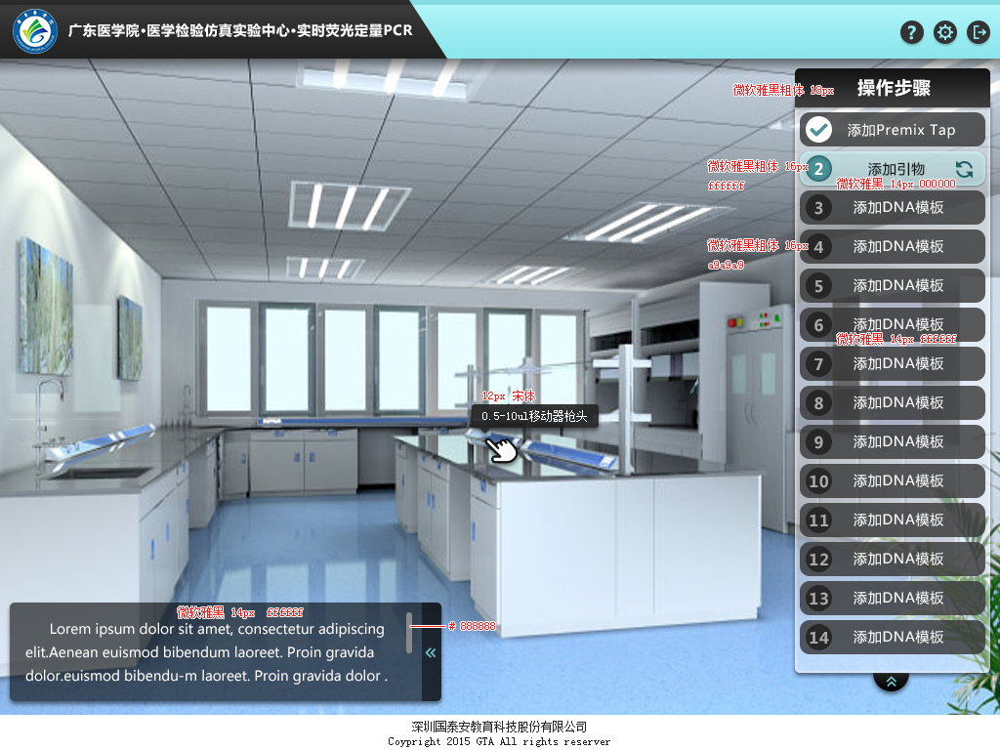 广东医学院·医学检验仿真实验中心·实时荧光定量PCR
?
微软雅黑粗体 18px
操作步骤
添加Premix Tap
微软雅黑粗体 16px
ffffff
2 添加引物
微软雅黑 14px 000000
3 添加DNA模板
微软雅黑粗体 16px
a9a9a9
4 添加DNA模板
5 添加DNA模板
6 添加DNA模板
微软雅黑 14px ffffff
7 添加DNA模板
8 添加DNA模板
12px 宋体
0.5-10ul移动器枪头
9 添加DNA模板
10 添加DNA模板
11 添加DNA模板
12 添加DNA模板
13 添加DNA模板
14 添加DNA模板
微软雅黑 14px ffffff
# 888888
Lorem ipsum dolor sit amet, consectetur adipiscing
elit.Aenean euismod bibendum laoreet. Proin gravida
dolor.euismod bibendu-m laoreet. Proin gravida dolor .
深圳国泰安教育科技股份有限公司
Copyright 2015 GTA All rights reserver